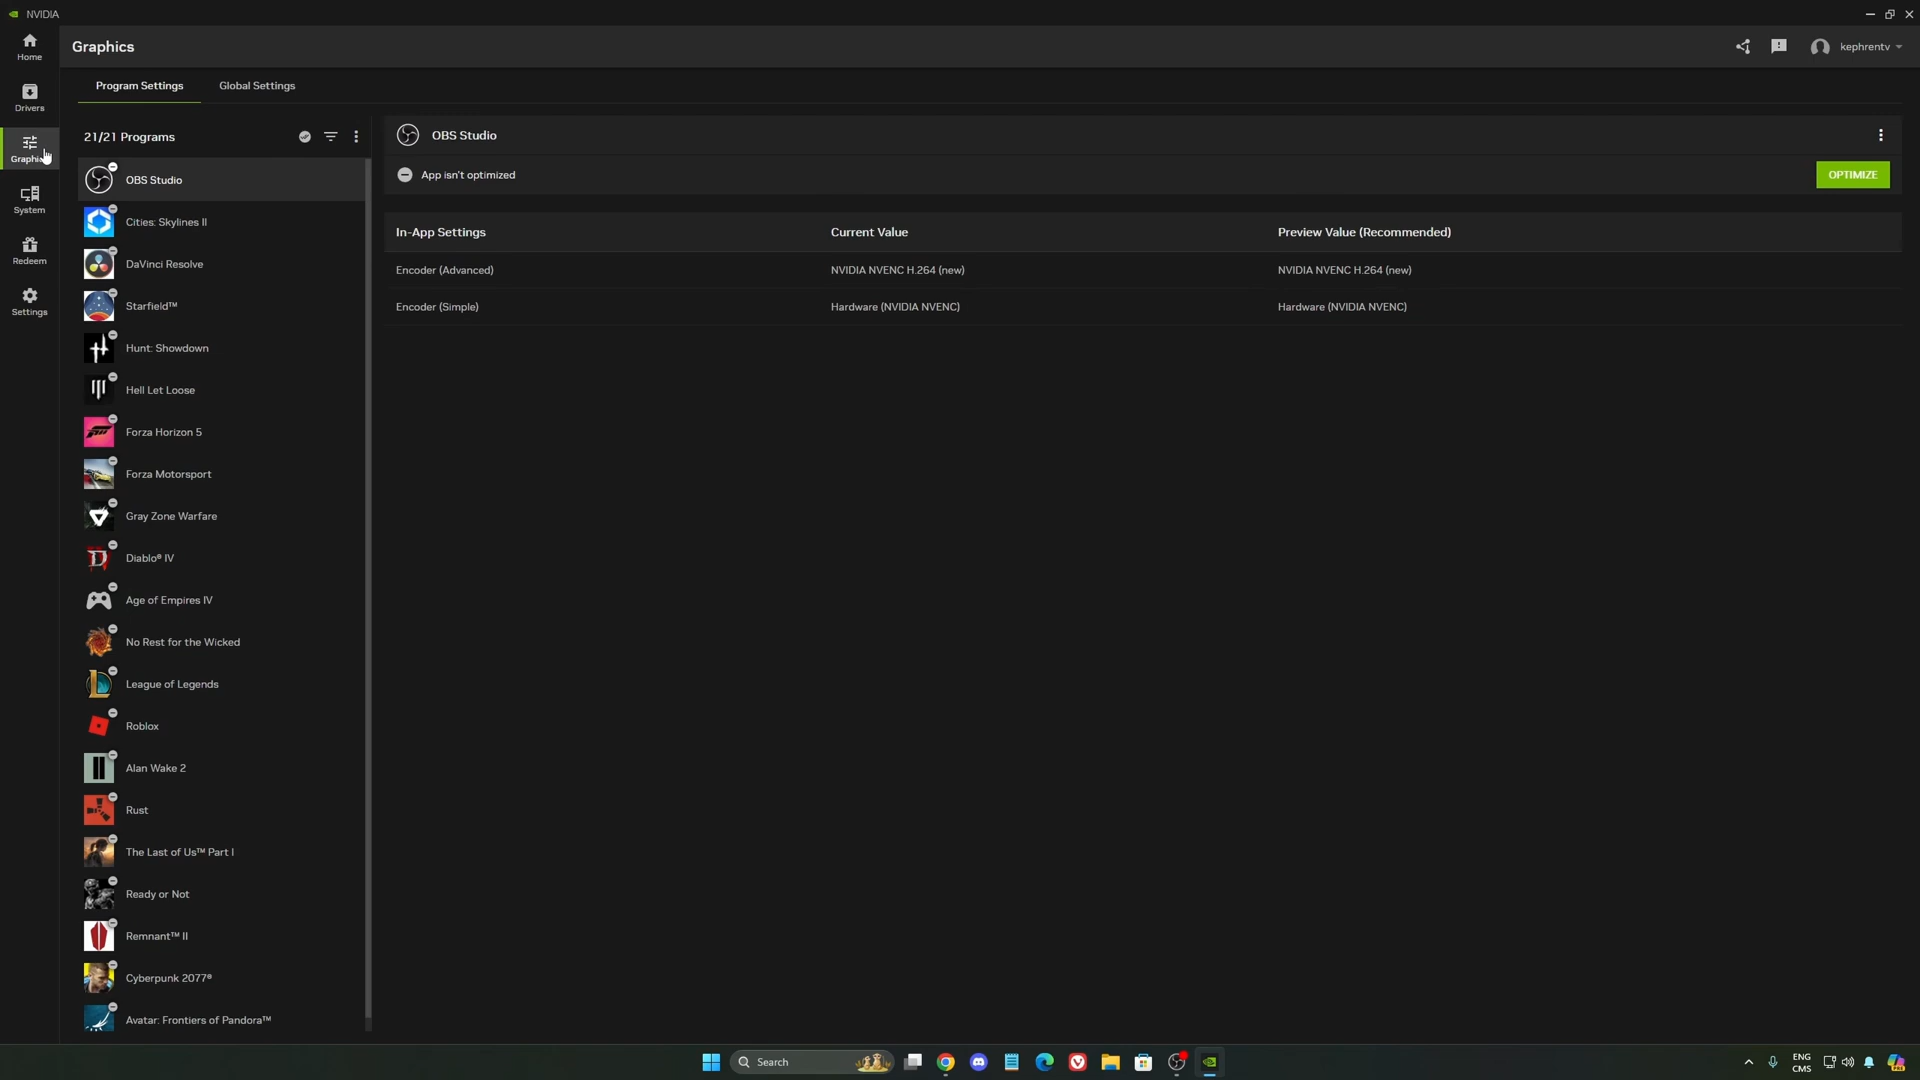 NVIDIA
Home
Graphics
kephrentv
Drivers
Program Settings
Global Settings
21/21 Programs
OBS Studio
Graphic
App isn't optimized
OPTIMIZE
OBS Studio
System
Cities: Skylines II
In-App Settings
Current Value
Preview Value (Recommended)
Redeem
DaVinci Resolve
Encoder (Advanced)
NVIDIA NVENC H.264 (new)
NVIDIA NVENC H.264 (new)
Settings
Starfield™
Encoder (Simple)
Hardware (NVIDIA NVENC)
Hardware (NVIDIA NVENC)
Hunt: Showdown
Hell Let Loose
Forza Horizon 5
Forza Motorsport
Gray Zone Warfare
Diablo® IV
Age of Empires IV
No Rest for the Wicked
League of Legends
Roblox
Alan Wake 2
Rust
The Last of Us™ Part I
Ready or Not
Remnant™ II
Cyberpunk 2077®
Avatar: Frontiers of Pandora™
Search
ENG
CMS